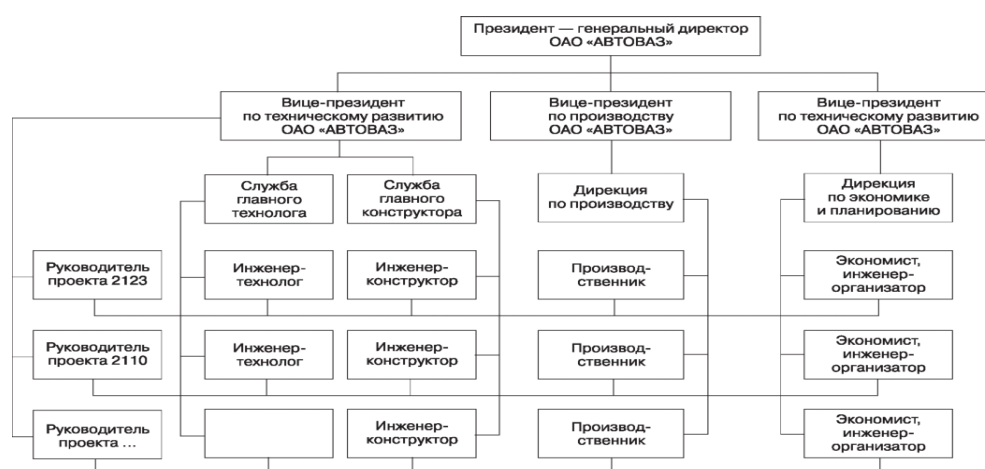 Президент — генеральный директор
ОАО «АВТОВАЗ»
Вице-президент
по техническому развитию
ОАО «АВТОВАЗ»
Вице-президент
по производству
ОАО «АВТОВАЗ»
Вице-президент
по техническому развитию
ОАО «АВТОВАЗ»
Служба
главного
технолога
Служба
главного
конструктора
Дирекция
по производству
Дирекция
по экономике
и планированию
Руководитель
проекта 2123
Инженер-
технолог
Инженер-
конструктор
Производ-
ственник
Экономист,
инженер-
организатор
Руководитель
проекта 2110
Инженер-
технолог
Инженер-
конструктор
Производ-
ственник
Экономист,
инженер-
организатор
Руководитель
проекта ...
Инженер-
конструктор
Производ-
ственник
Экономист,
инженер-
организатор